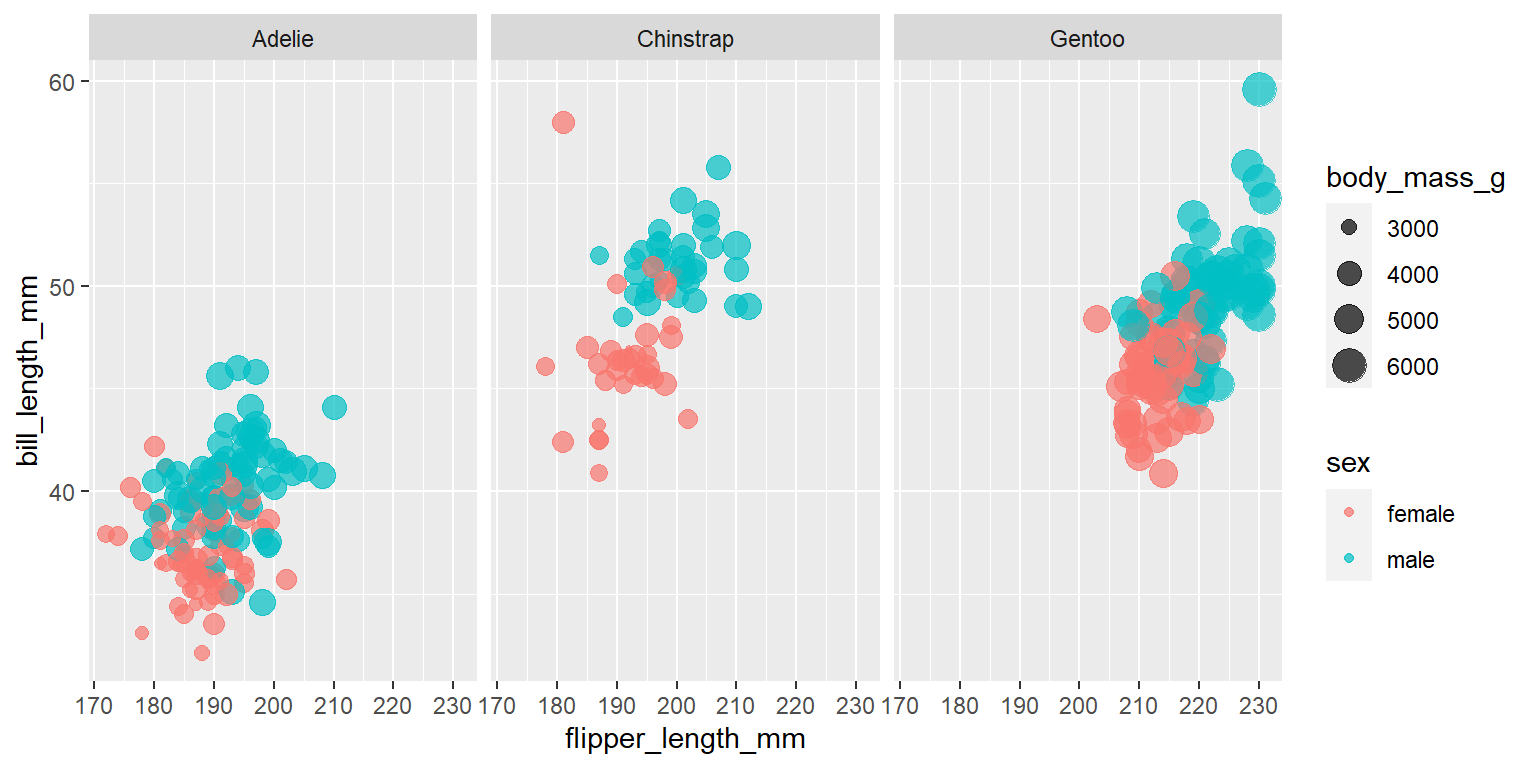 Adelie Chinstrap Gentoo
60
50
40
bill_length_mm
170 180 190 200 210 220 230 170 180 190 200 210 220 230 170 180 190 200 210 220 230
flipper_length_mm
body_mass_g
3000
4000
5000
6000
sex
female
male